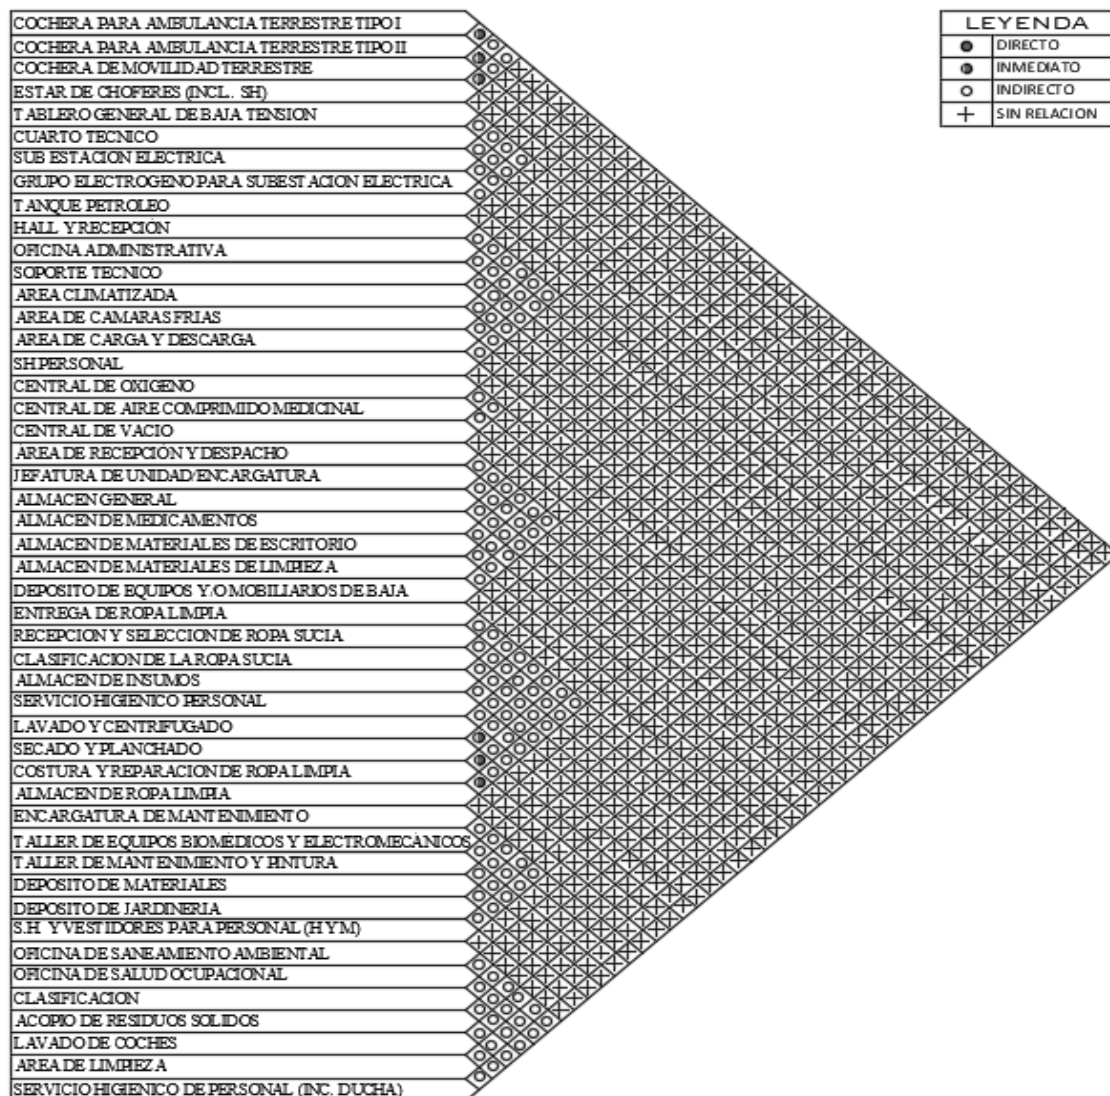 COCHERA PARA AMBULANCIA TERRESTRE TIPO I
COCHERA PARA AMBULANCIA TERRESTRE TIPO II
COCHERA DE MOVILIDAD TERRESTRE
ESTAR DE CHOFERES (INCL. SH)
TABLERO GENERAL DE BAJA TENSION
CUARTO TECNICO
SUB ESTACION ELECTRICA
GRUPO ELECTROGENO PARA SUBESTACION ELECTRICA
TANQUE PETROLEO
HALL Y RECEPCIÓN
OFICINA ADMINISTRATIVA
SOPORTE TECNICO
AREA CLIMATIZADA
AREA DE CAMARAS FRIAS
AREA DE CARGA Y DESCARGA
SH PERSONAL
CENTRAL DE OXIGENO
CENTRAL DE AIRE COMPRIMIDO MEDICINAL
CENTRAL DE VACIO
ÁREA DE RECEPCIÓN Y DESPACHO
JEFATURA DE UNIDAD/ENCARGATURA
ALMACEN GENERAL
ALMACEN DE MEDICAMENTOS
ALMACEN DE MATERIALES DE ESCRITORIO
ALMACEN DE MATERIALES DE LIMPIEZA
DEPOSITO DE EQUIPOS Y/O MOBILIARIOS DE BAJA
ENTREGA DE ROPA LIMPIA
RECEPCION Y SELECCION DE ROPA SUCIA
CLASIFICACION DE LA ROPA SUCIA
ALMACEN DE INSUMOS
SERVICIO HIGIENICO PERSONAL
LAVADO Y CENTRIFUGADO
SECADO Y PLANCHADO
COSTURA Y REPARACION DE ROPA LIMPIA
ALMACEN DE ROPA LIMPIA
ENCARGATURA DE MANTENIMIENTO
TALLER DE EQUIPOS BIOMÉDICOS Y ELECTROMECÁNICOS
TALLER DE MANTENIMIENTO Y PINTURA
DEPOSITO DE MATERIALES
DEPOSITO DE JARDINERIA
S.H. Y VESTIDORES PARA PERSONAL (H Y M)
OFICINA DE SANEAMIENTO AMBIENTAL
OFICINA DE SALUD OCUPACIONAL
CLASIFICACION
ACOPIO DE RESIDUOS SOLIDOS
LAVADO DE COCHES
AREA DE LIMPIEZA
SERVICIO HIGIENICO DE PERSONAL (INC. DUCHA)
LEYENDA
DIRECTO
INMEDIATO
INDIRECTO
SIN RELACION